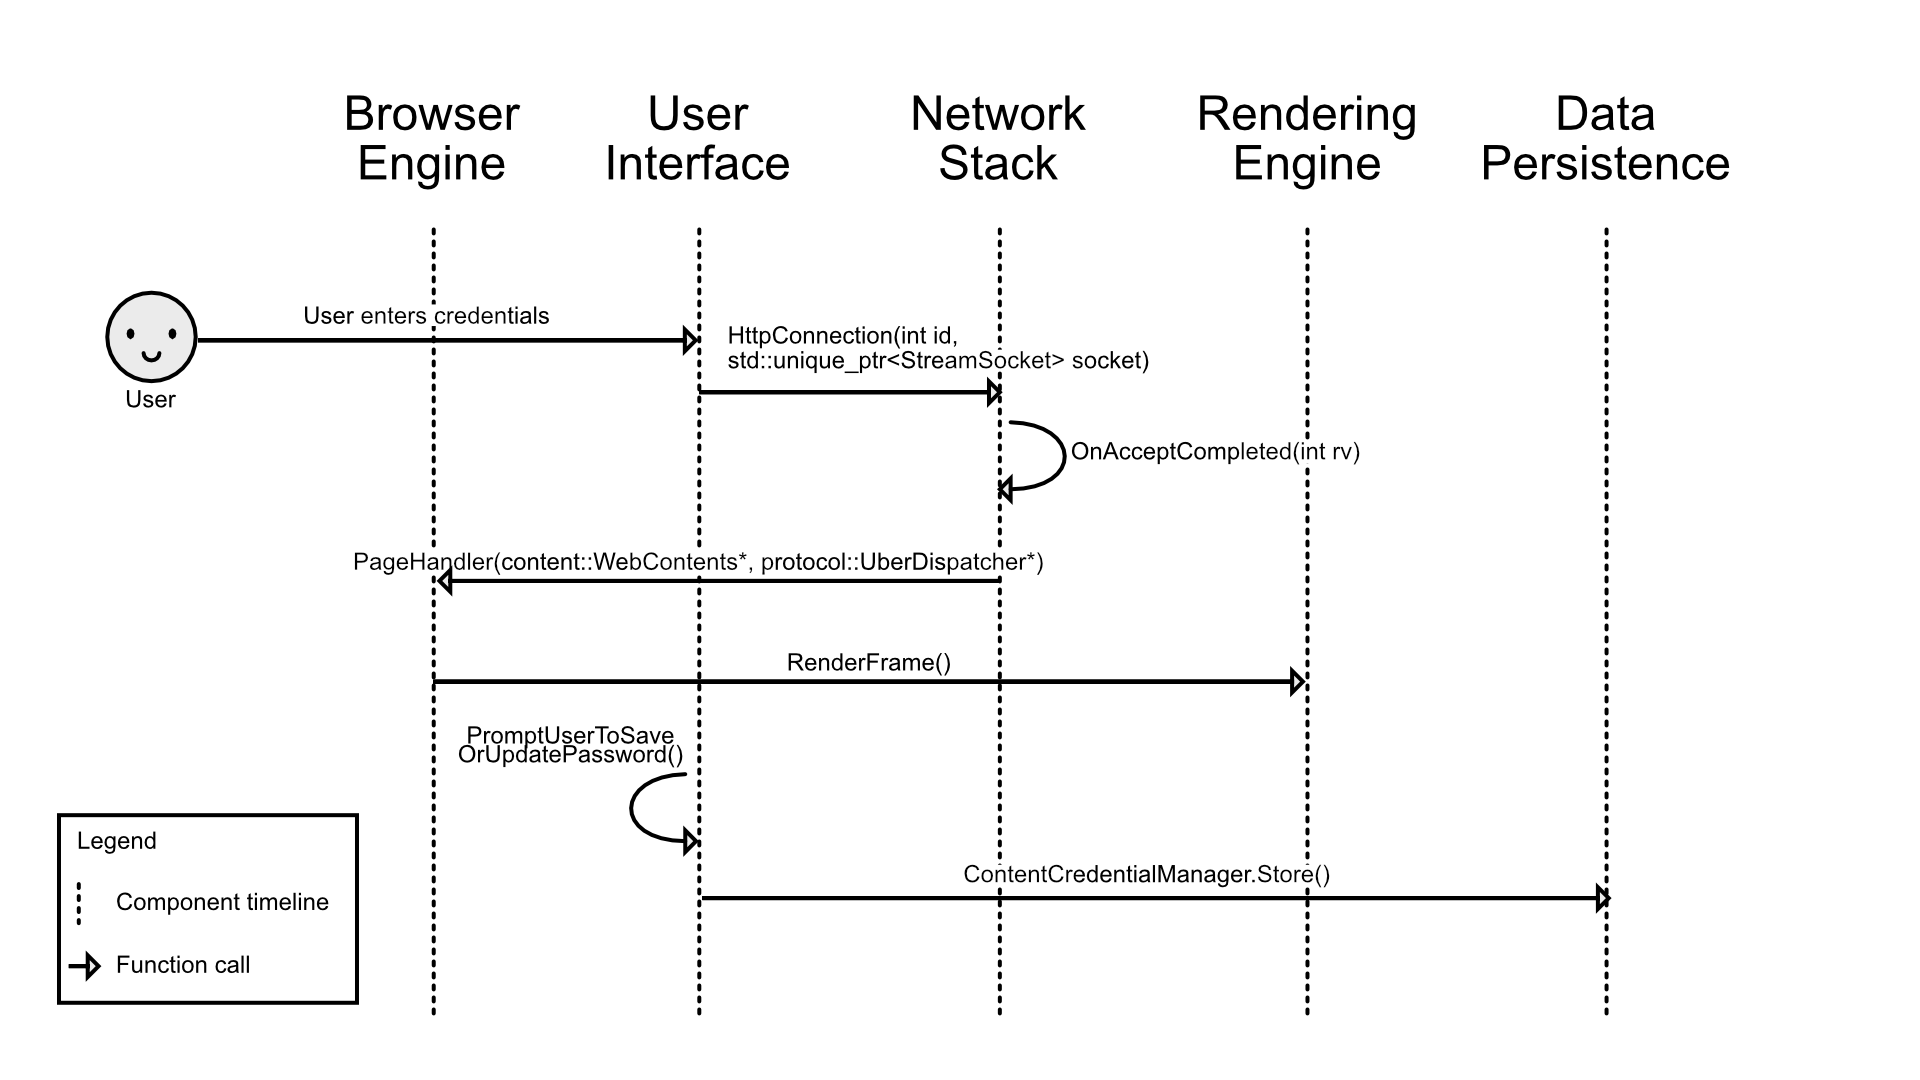 Browser
Engine
User
Interface
Network
Stack
Rendering
Engine
Data
Persistence
User enters credentials
User
HttpConnection(int id,
std::unique_ptr<StreamSocket> socket)
OnAcceptCompleted(int rv)
PageHandler(content::WebContents*, protocol::UberDispatcher*)
RenderFrame()
PromptUserToSave
OrUpdatePassword()
ContentCredentialManager.Store()
Legend
Component timeline
Function call